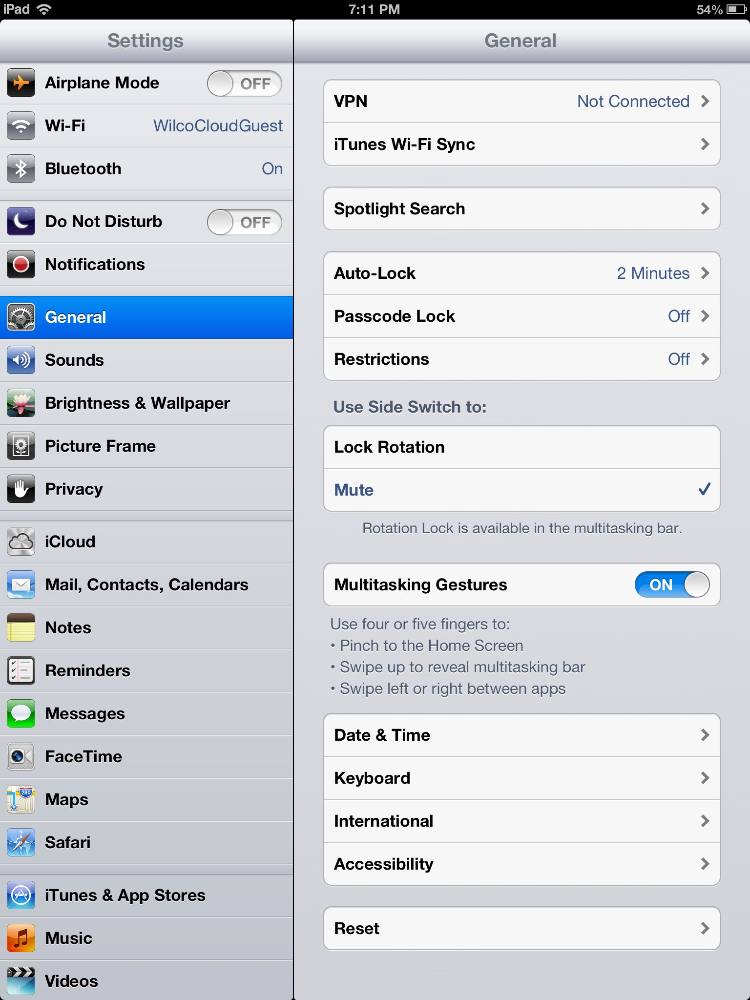 iPad
7:11 PM
54%
Settings
General
Airplane Mode OFF
Wi-Fi WilcoCloudGuest
Bluetooth On
Do Not Disturb OFF
Notifications
General
Sounds
Brightness & Wallpaper
Picture Frame
Privacy
iCloud
Mail, Contacts, Calendars
Notes
Reminders
Messages
FaceTime
280
Maps
Safari
iTunes & App Stores
Music
Videos
VPN Not Connected
iTunes Wi-Fi Sync
Spotlight Search
Auto-Lock 2 Minutes
Passcode Lock Off
Restrictions Off
Use Side Switch to:
Lock Rotation
Mute
Rotation Lock is available in the multitasking bar.
Multitasking Gestures ON
Use four or five fingers to:
• Pinch to the Home Screen
• Swipe up to reveal multitasking bar
• Swipe left or right between apps
Date & Time
Keyboard
International
Accessibility
Reset